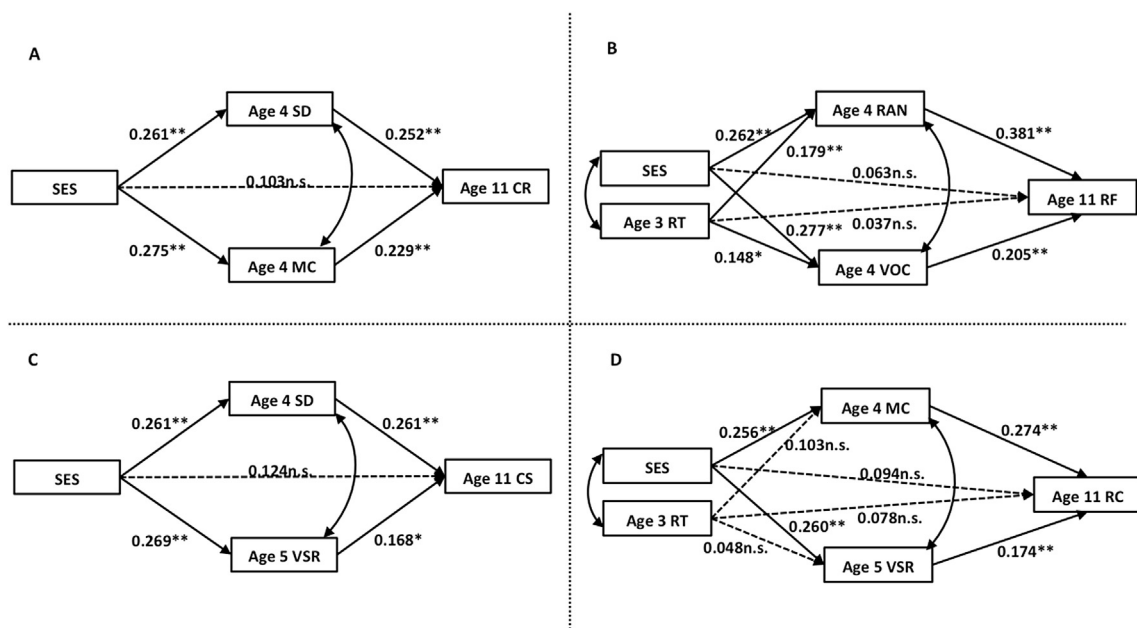 A
Age 4 SD
0.261**
0.252**
SES
0.103n.s.
Age 11 CR
0.275**
0.229**
Age 4 MC
B
Age 4 RAN
0.262**
0.179**
0.381**
SES
0.063n.s.
Age 11 RF
Age 3 RT
0.037n.s.
0.277**
0.148*
0.205**
Age 4 VOC
C
Age 4 SD
0.261**
0.261**
SES
0.124n.s.
Age 11 CS
0.269**
0.168*
Age 5 VSR
D
Age 4 MC
0.256**
0.103n.s.
0.274**
SES
0.094n.s.
Age 11 RC
Age 3 RT
0.078n.s.
0.260**
0.048n.s.
0.174**
Age 5 VSR